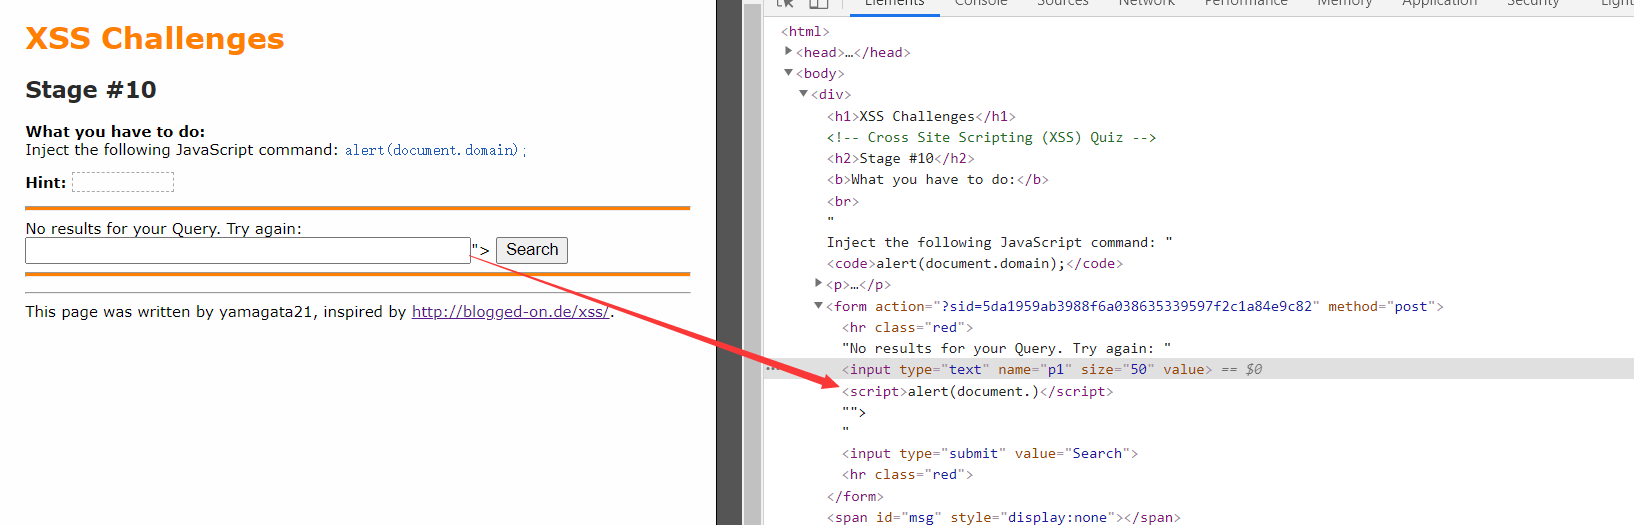 XSS Challenges
Stage #10
What you have to do:
Inject the following JavaScript command: alert(document.domain);
Hint:
No results for your Query. Try again:
"> Search
This page was written by yamagata21, inspired by http://blogged-on.de/xss/.
Elements Console Sources Network Performance Memory Application Security Light
<html>
<head>…</head>
<body>
<div>
<h1>XSS Challenges</h1>
<!-- Cross Site Scripting (XSS) Quiz -->
<h2>Stage #10</h2>
<b>What you have to do:</b>
<br>
"
Inject the following JavaScript command: "
<code>alert(document.domain);</code>
<p>…</p>
<form action="?sid=5da1959ab3988f6a038635339597f2c1a84e9c82" method="post">
<hr class="red">
"No results for your Query. Try again: "
… <input type="text" name="p1" size="50" value> == $0
<script>alert(document.)</script>
"">
"
<input type="submit" value="Search">
<hr class="red">
</form>
<span id="msg" style="display:none"></span>